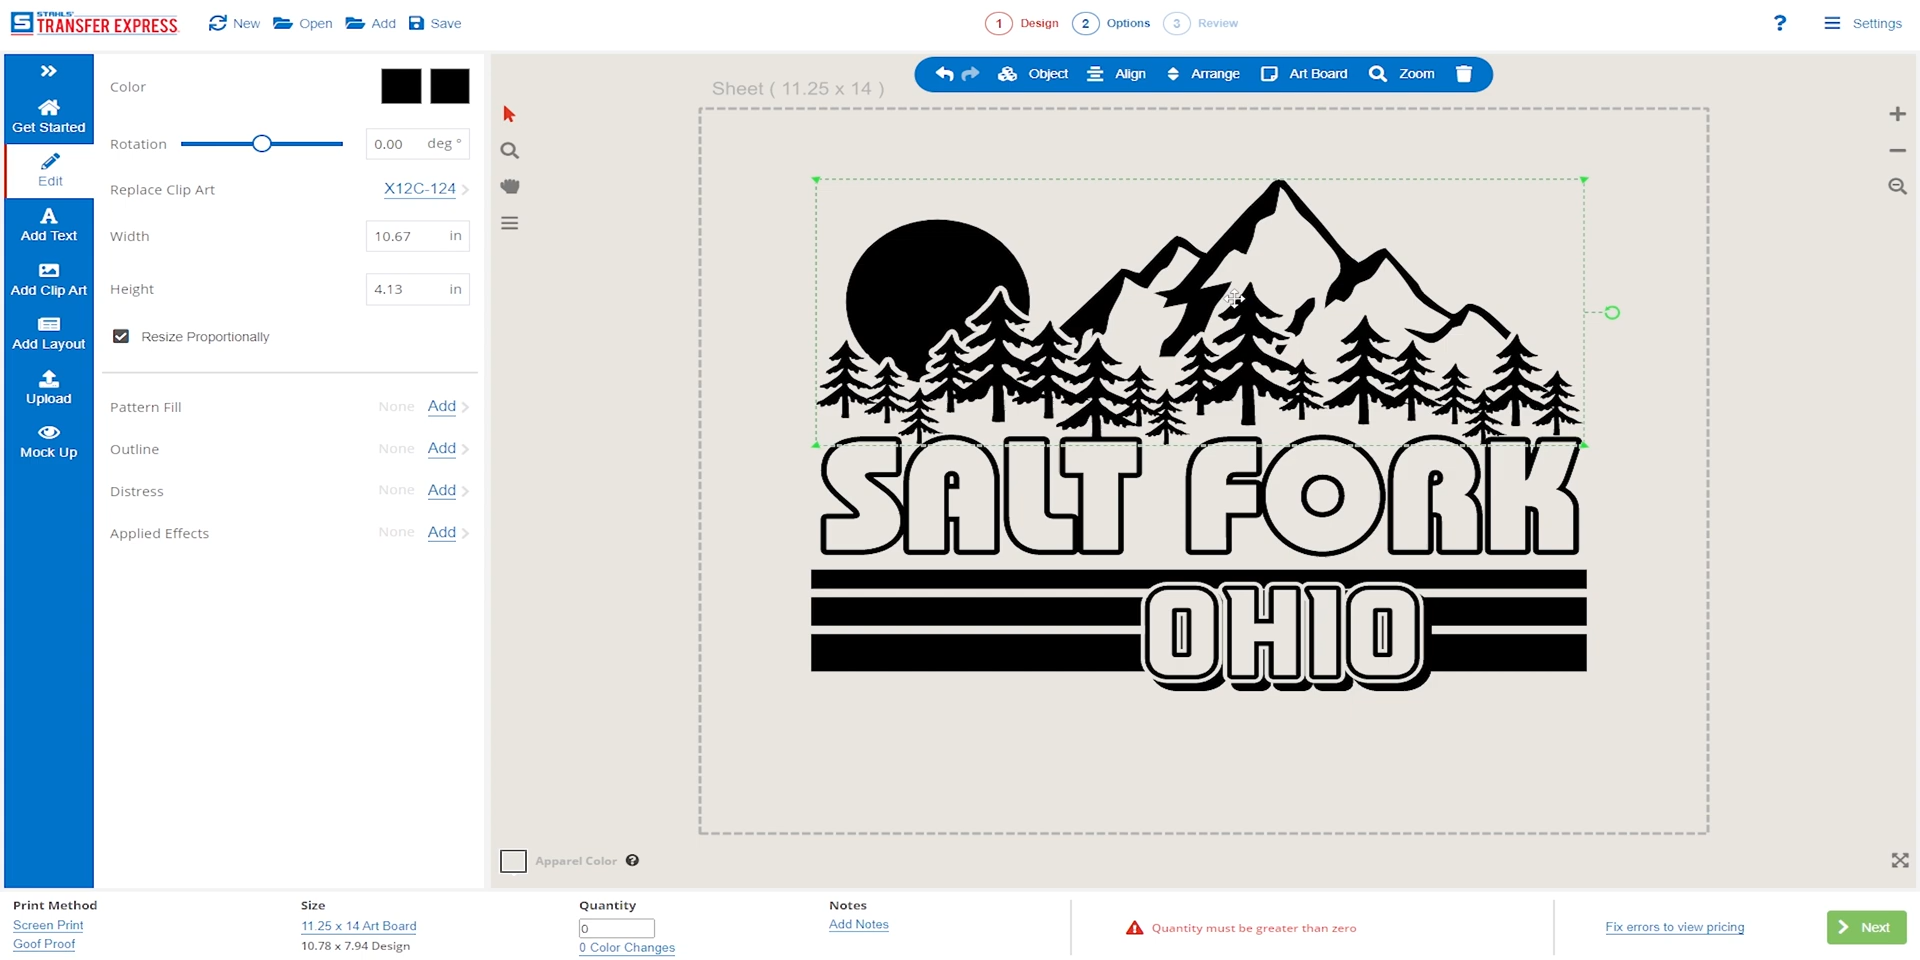 STAHLS'
TRANSFER EXPRESS
New
Open
Add
Save
1 Design
2 Options
3 Review
?
Settings
Get Started
Edit
Add Text
Add Clip Art
Add Layout
Upload
Mock Up
Color
Rotation
0.00 deg °
Replace Clip Art
X12C-124
Width
10.67 in
Height
4.13 in
Resize Proportionally
Pattern Fill None Add
Outline None Add
Distress None Add
Applied Effects None Add
Sheet ( 11.25 x 14 )
Object
Align
Arrange
Art Board
Zoom
SALT FORK
OHIO
Apparel Color ?
Print Method
Screen Print
Goof Proof
Size
11.25 x 14 Art Board
10.78 x 7.94 Design
Quantity
0
0 Color Changes
Notes
Add Notes
Quantity must be greater than zero
Fix errors to view pricing
Next